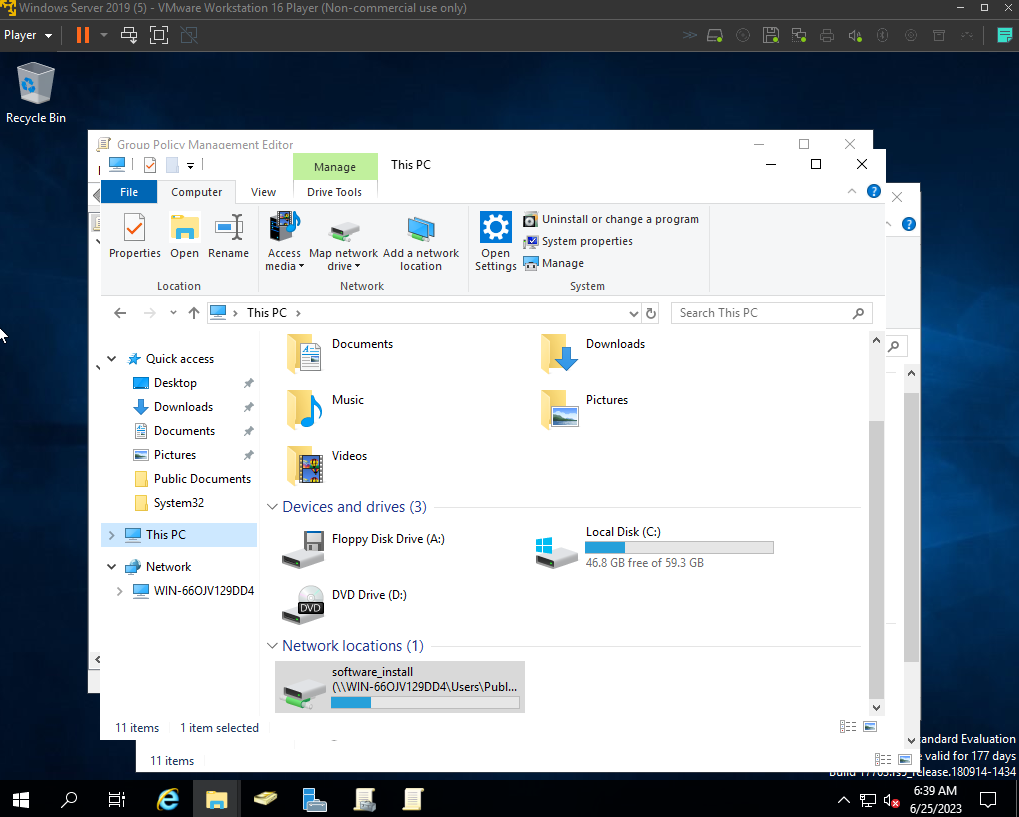 Windows Server 2019 (5) - VMware Workstation 16 Player (Non-commercial use only)
Player
Recycle Bin
Group Policy Management Editor
Manage
This PC
File
Computer
View
Drive Tools
Properties
Open
Rename
Access media
Map network drive
Add a network location
Open Settings
Uninstall or change a program
System properties
Manage
Location
Network
System
This PC
Search This PC
Quick access
Desktop
Downloads
Documents
Pictures
Public Documents
System32
This PC
Network
WIN-66OJV129DD4
Documents
Downloads
Music
Pictures
Videos
Devices and drives (3)
Floppy Disk Drive (A:)
Local Disk (C:)
46.8 GB free of 59.3 GB
DVD
DVD Drive (D:)
Network locations (1)
software_install
(\\WIN-66OJV129DD4\Users\Publ...
11 items
1 item selected
11 items
tandard Evaluation
e valid for 177 days
Build 17763.rs5_release.180914-1434
6:39 AM
6/25/2023